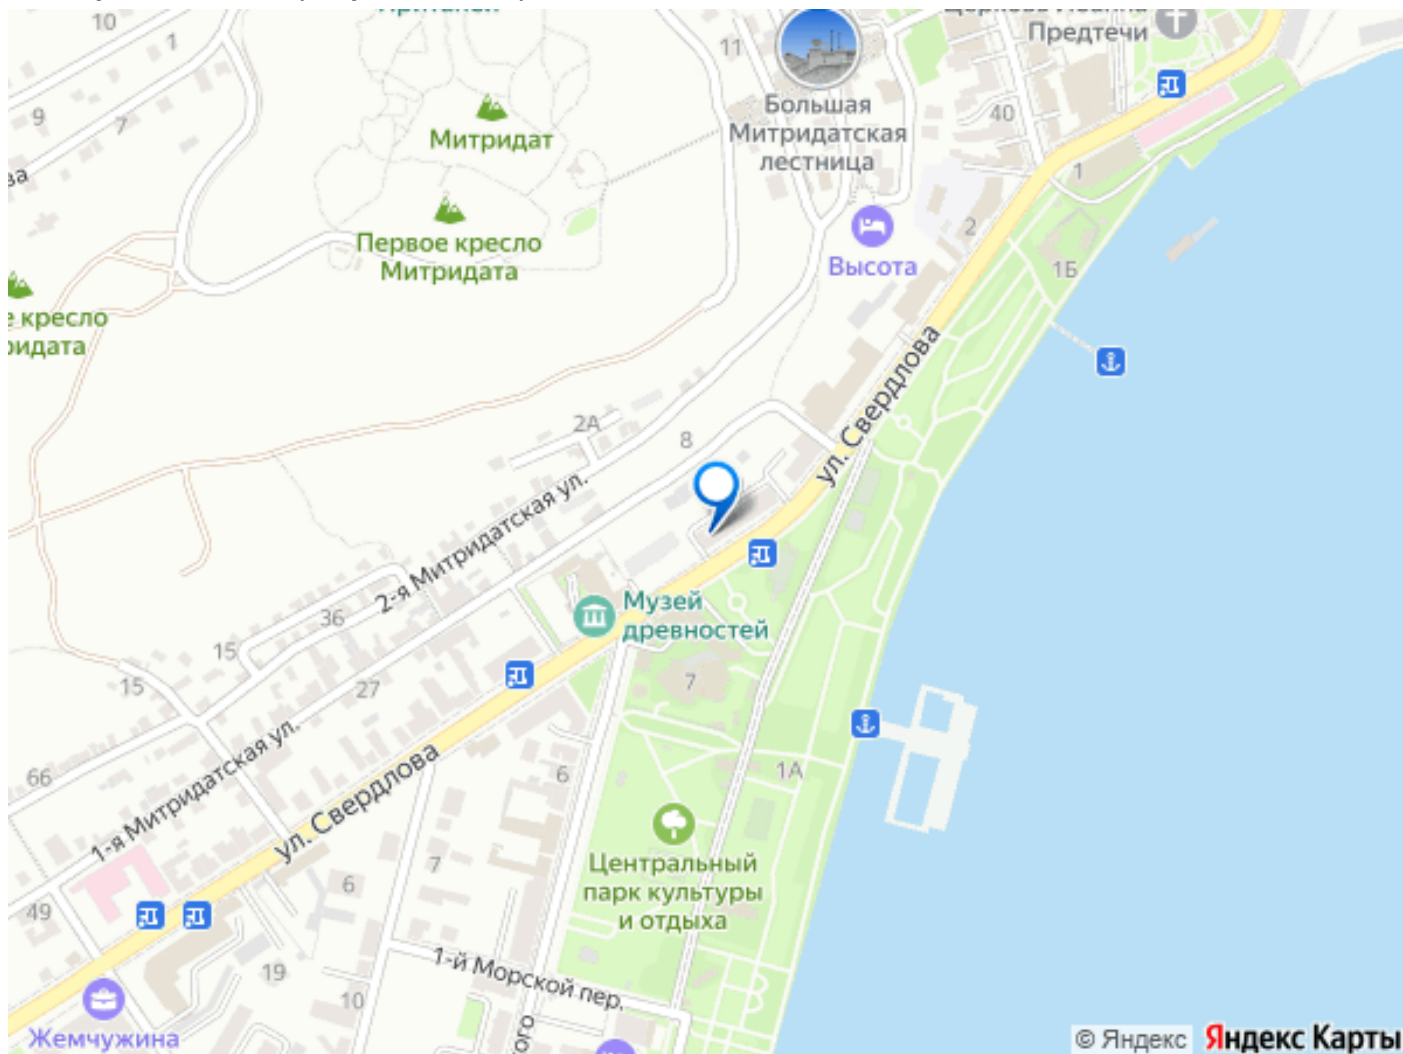 10
1
11
Предтечи
Большая
Митридатская
лестница
40
9
7
Митридат
1
Первое кресло
Митридата
2
Высота
1Б
кресло
ул. Свердлова
2А
8
2-я Митридатская ул.
Музей
древностей
36
15
15
27
7
66
1-я Митридатская ул.
ул. Свердлова
6
1А
7
Центральный
парк культуры
и отдыха
6
49
19
10
1-й Морской пер.
Жемчужина
© Яндекс Яндекс Карты